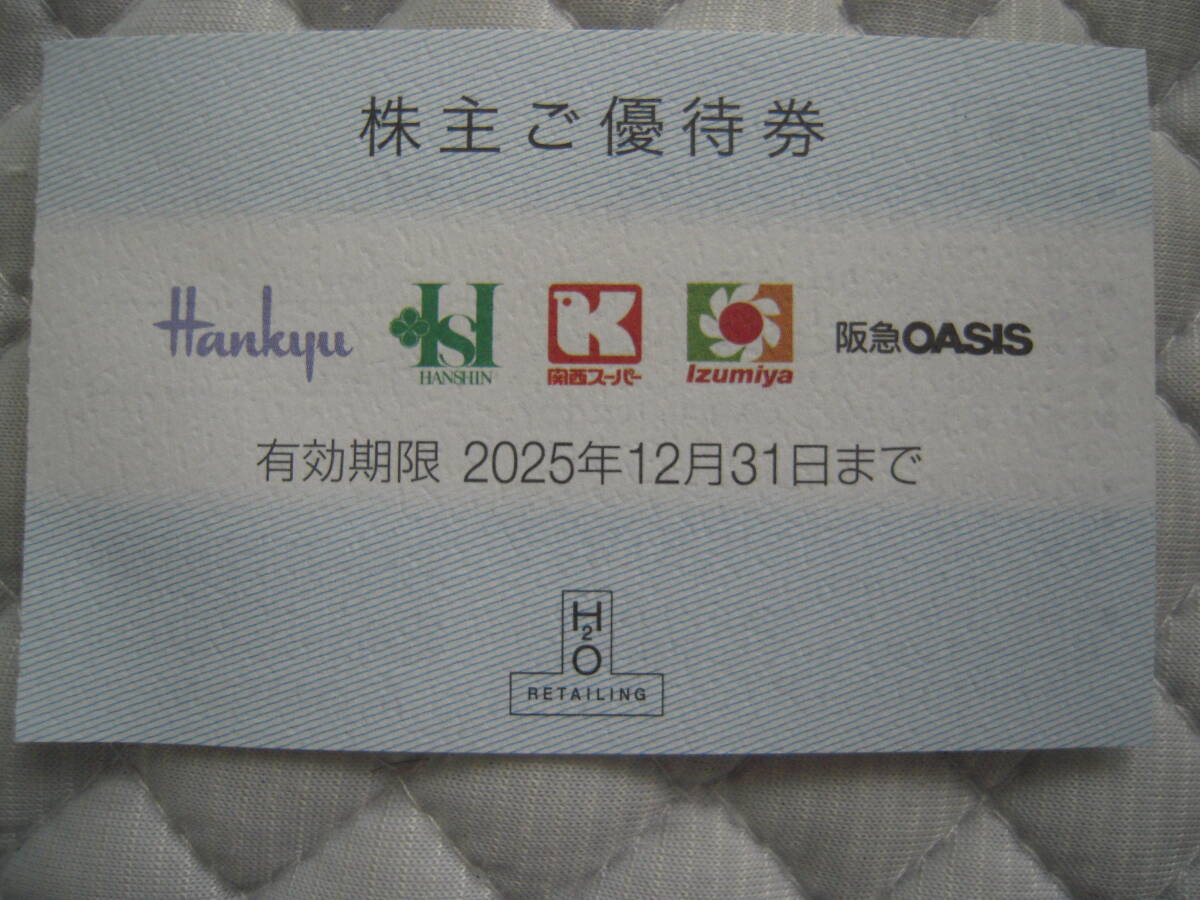 株主ご優待券
Hankyu
HSI
HANSHIN
K
関西スーパー
Izumiya
阪急OASIS
有効期限 2025年12月31日まで
H2O
RETAILING